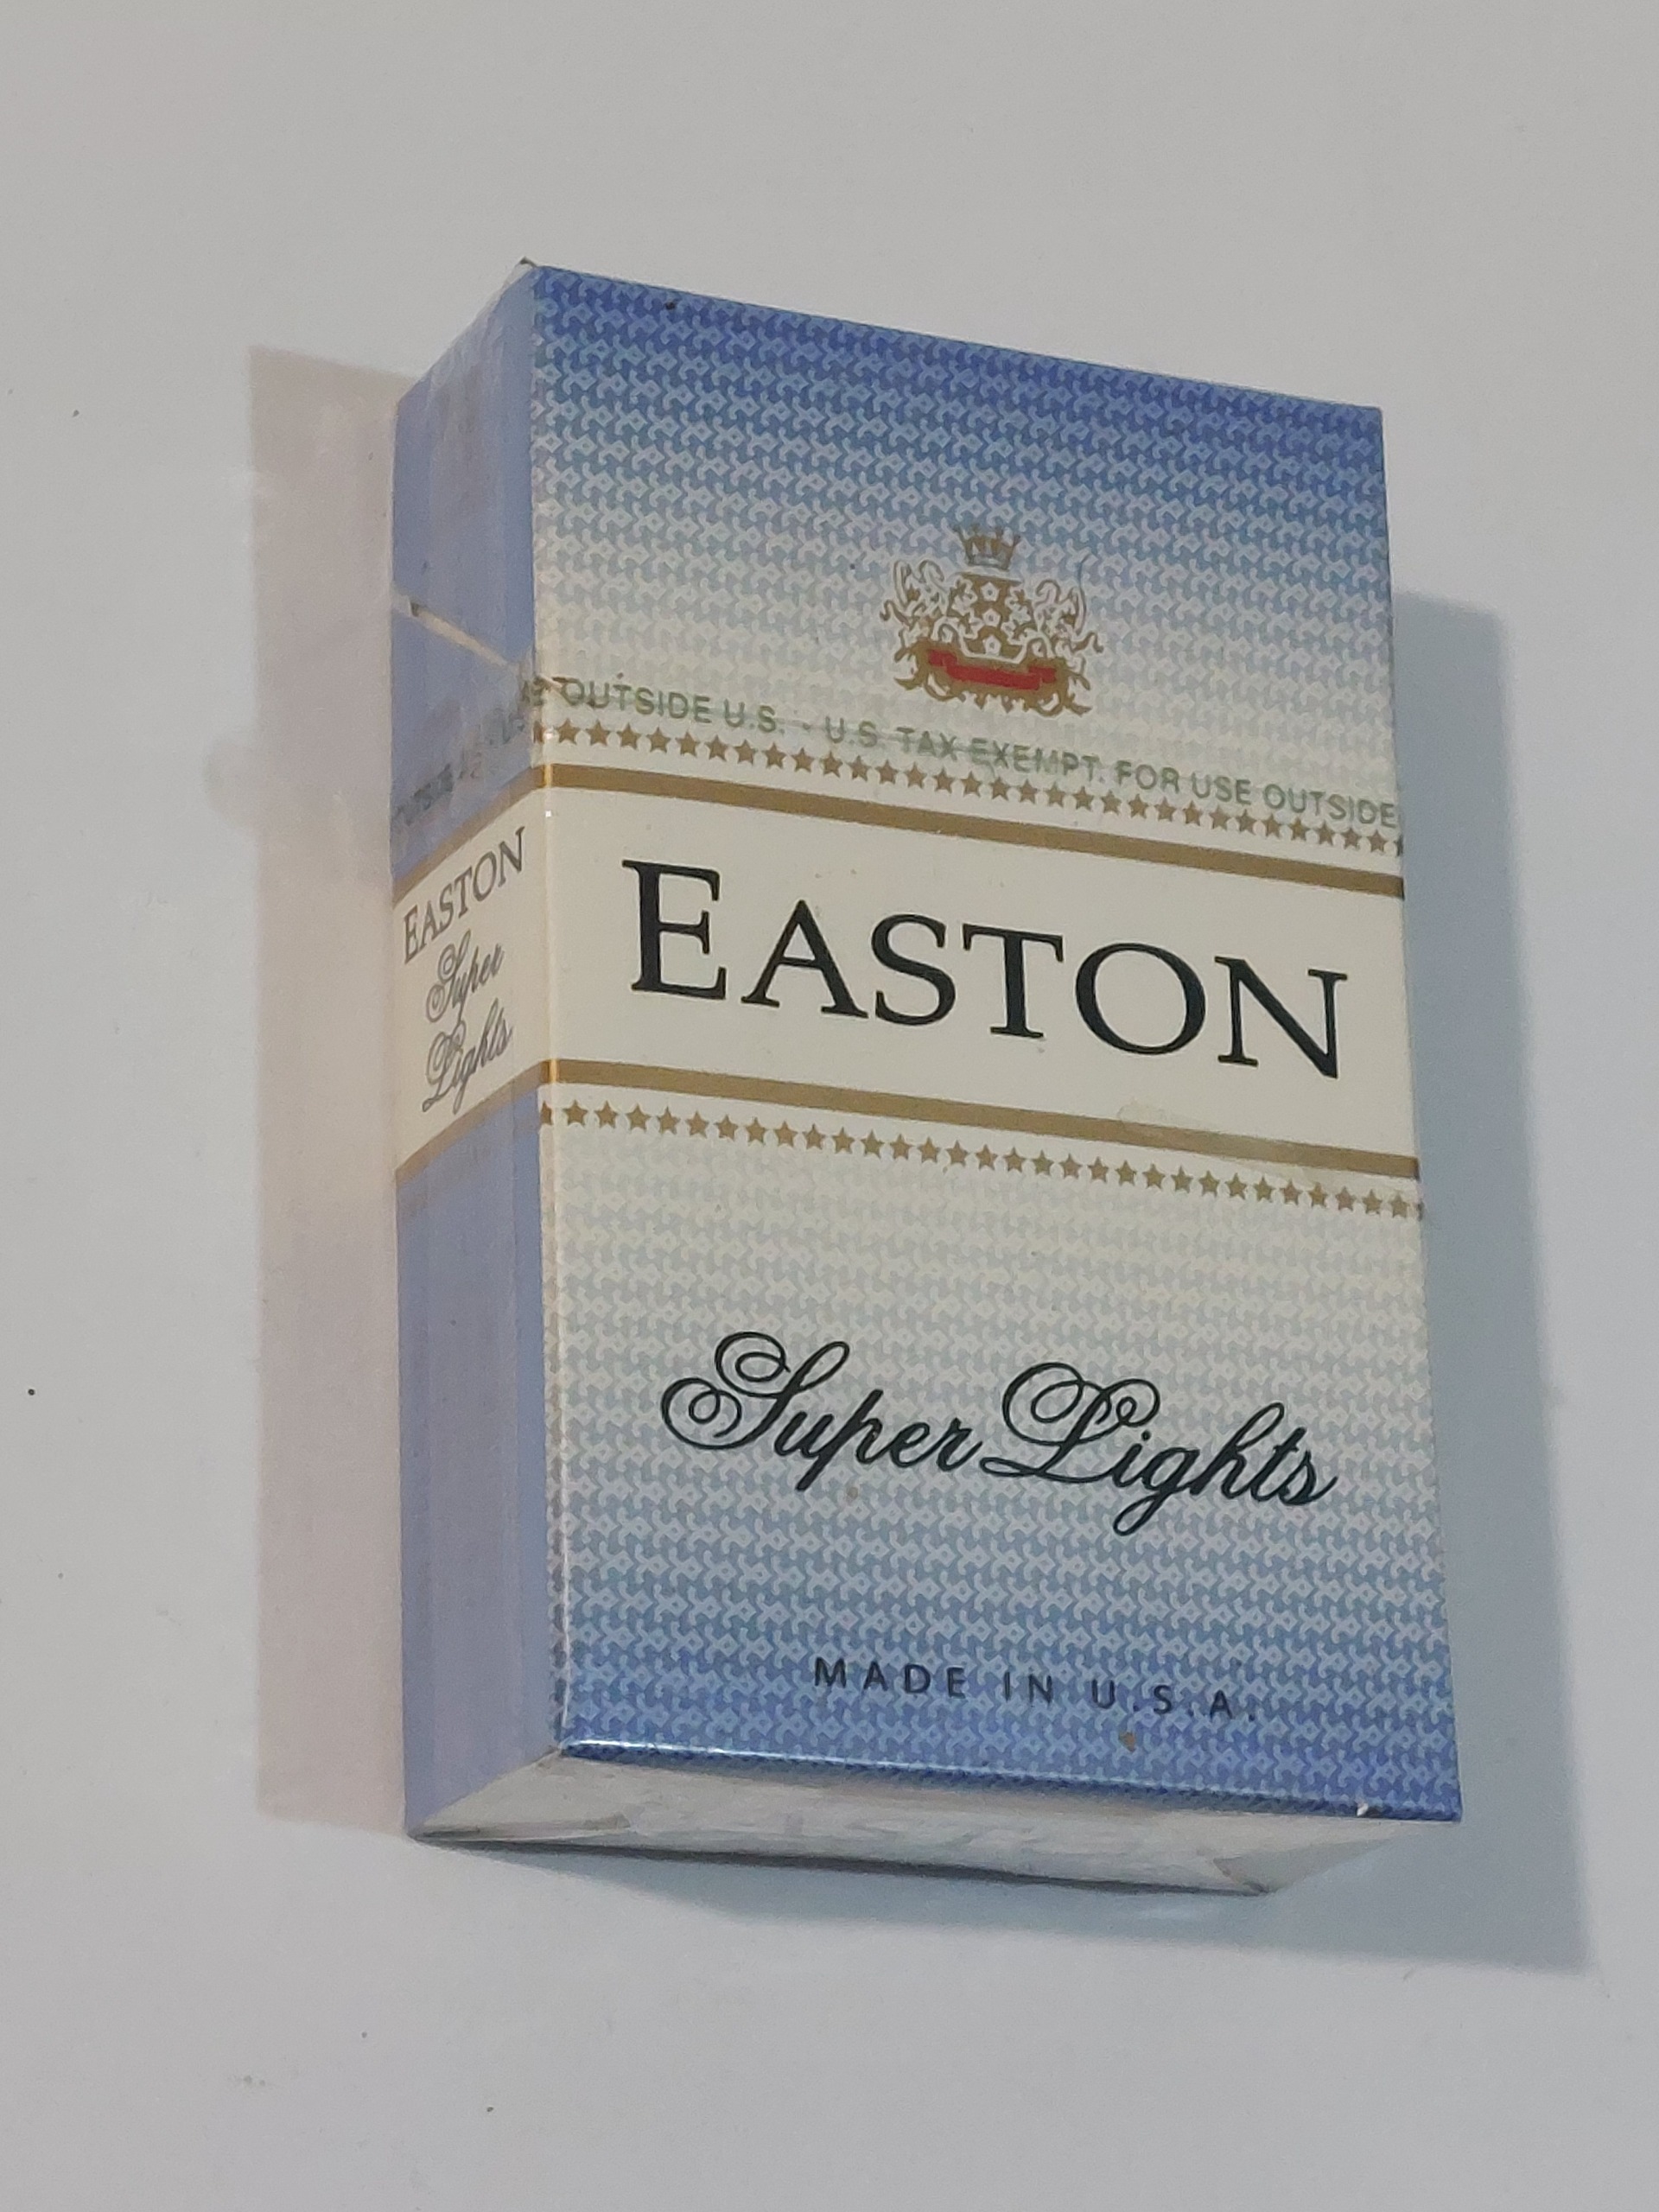 OUTSIDE U.S. - U.S. TAX EXEMPT. FOR USE OUTSIDE
EASTON
Super Lights
MADE IN U.S.A.
EASTON
Super
Lights